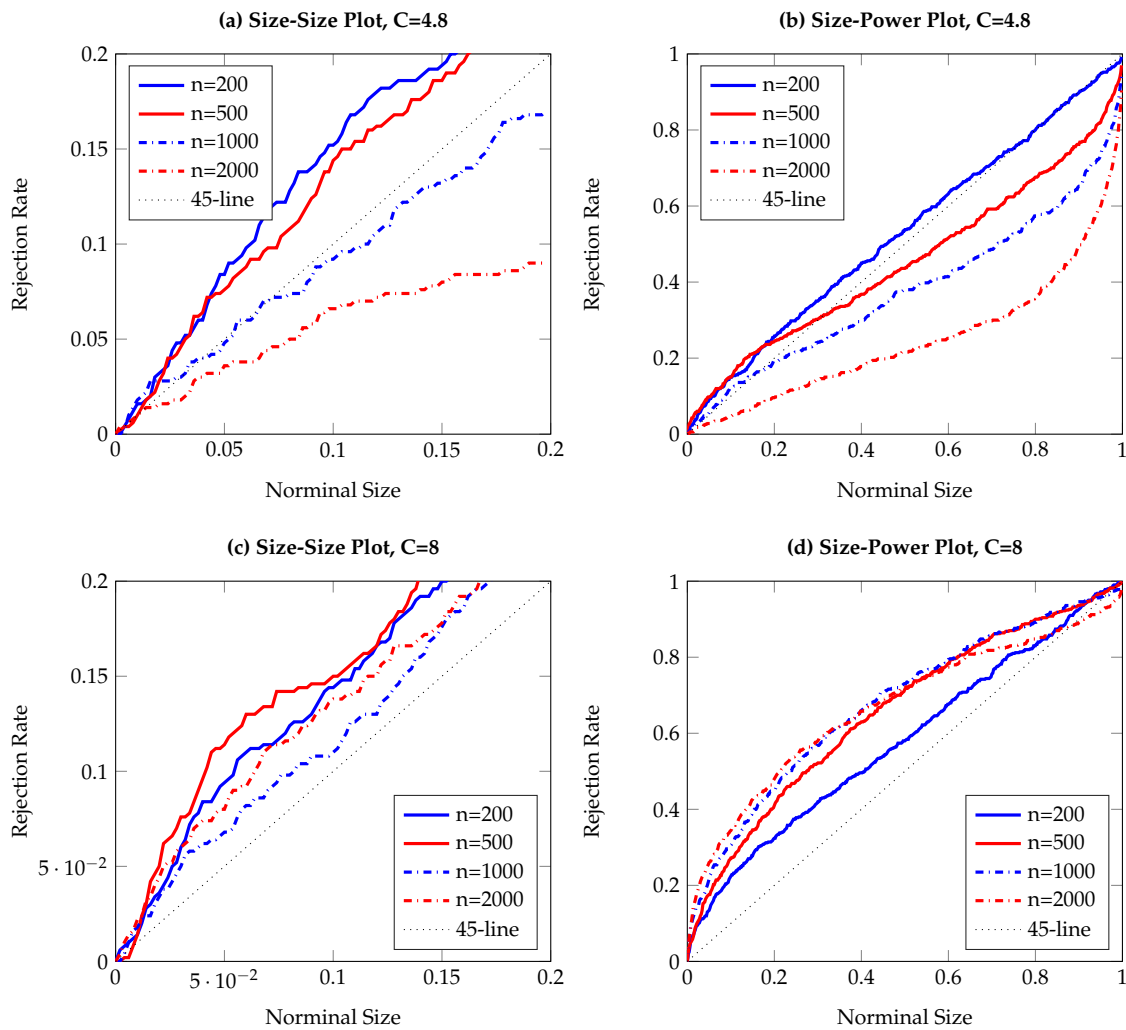 (a) Size-Size Plot, C=4.8
0.2
0.15
0.1
0.05
0
0
0.05
0.1
0.15
0.2
Rejection Rate
Norminal Size
n=200
n=500
n=1000
n=2000
45-line
(b) Size-Power Plot, C=4.8
1
0.8
0.6
0.4
0.2
0
0
0.2
0.4
0.6
0.8
1
Rejection Rate
Norminal Size
n=200
n=500
n=1000
n=2000
45-line
(c) Size-Size Plot, C=8
0.2
0.15
0.1
5 · 10⁻²
0
0
5 · 10⁻²
0.1
0.15
0.2
Rejection Rate
Norminal Size
n=200
n=500
n=1000
n=2000
45-line
(d) Size-Power Plot, C=8
1
0.8
0.6
0.4
0.2
0
0
0.2
0.4
0.6
0.8
1
Rejection Rate
Norminal Size
n=200
n=500
n=1000
n=2000
45-line